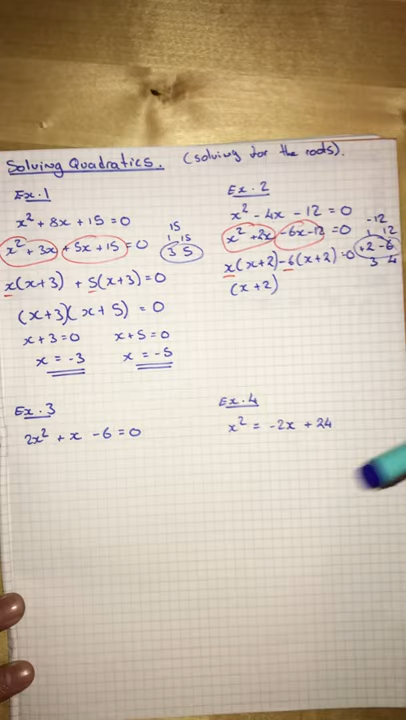 Solving Quadratics. (solving for the roots).
Ex.1
x² + 8x + 15 = 0
15
1 15
3 5
x² + 3x + 5x + 15 = 0
x(x+3) + 5(x+3) = 0
(x+3)(x+5) = 0
x+3=0 x+5=0
x = -3 x = -5
Ex.2
x² - 4x - 12 = 0
-12
1 12
+2 -6
3 4
x² + 2x - 6x - 12 = 0
x(x+2) - 6(x+2) = 0
(x+2)
Ex.3
2x² + x - 6 = 0
Ex.4
x² = -2x + 24